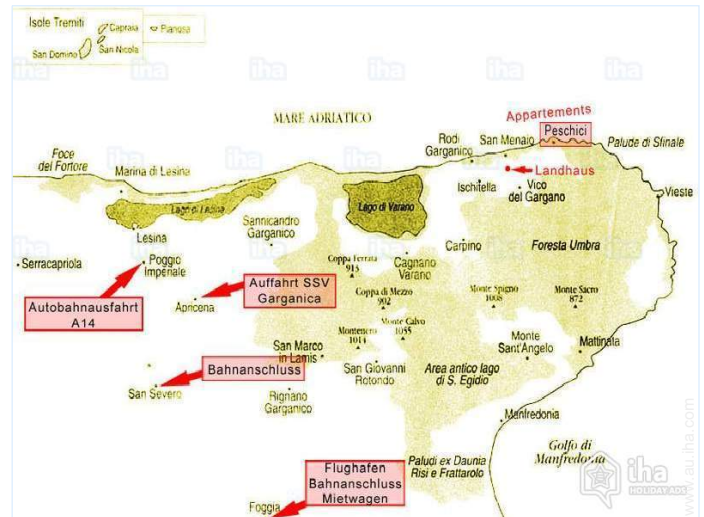 Isole Tremiti
Capraia
Pianosa
San Domino
San Nicola
iha
MARE ADRIATICO
Appartements
Peschici
Rodi
Garganico
San Menaio
Palude di Sfinale
Foce
del Fortore
Marina di Lesina
Landhaus
Ischitella
Vico
del Gargano
Vieste
Lago di Lesina
Lago di Varano
Lesina
Sannicandro
Garganico
Serracapriola
Poggio
Imperiale
Coppa Ferrata
913
Cagnano
Varano
Carpino
Foresta Umbra
Auffahrt SSV
Garganica
Autobahnausfahrt
A14
Apricena
Coppa di Mezzo
902
Monte Spigno
1008
Monte Sacro
872
Monte Calvo
1055
Montenero
1014
San Marco
in Lamis
Monte
Sant'Angelo
Mattinata
Bahnanschluss
San Giovanni
Rotondo
Area antico lago
di S. Egidio
San Severo
Rignano
Garganico
Manfredonia
Golfo di
Manfredonia
Flughafen
Bahnanschluss
Mietwagen
Paludi ex Daunia
Risi e Frattarolo
Foggia
iha
HOLIDAY ADS
www.au.iha.com